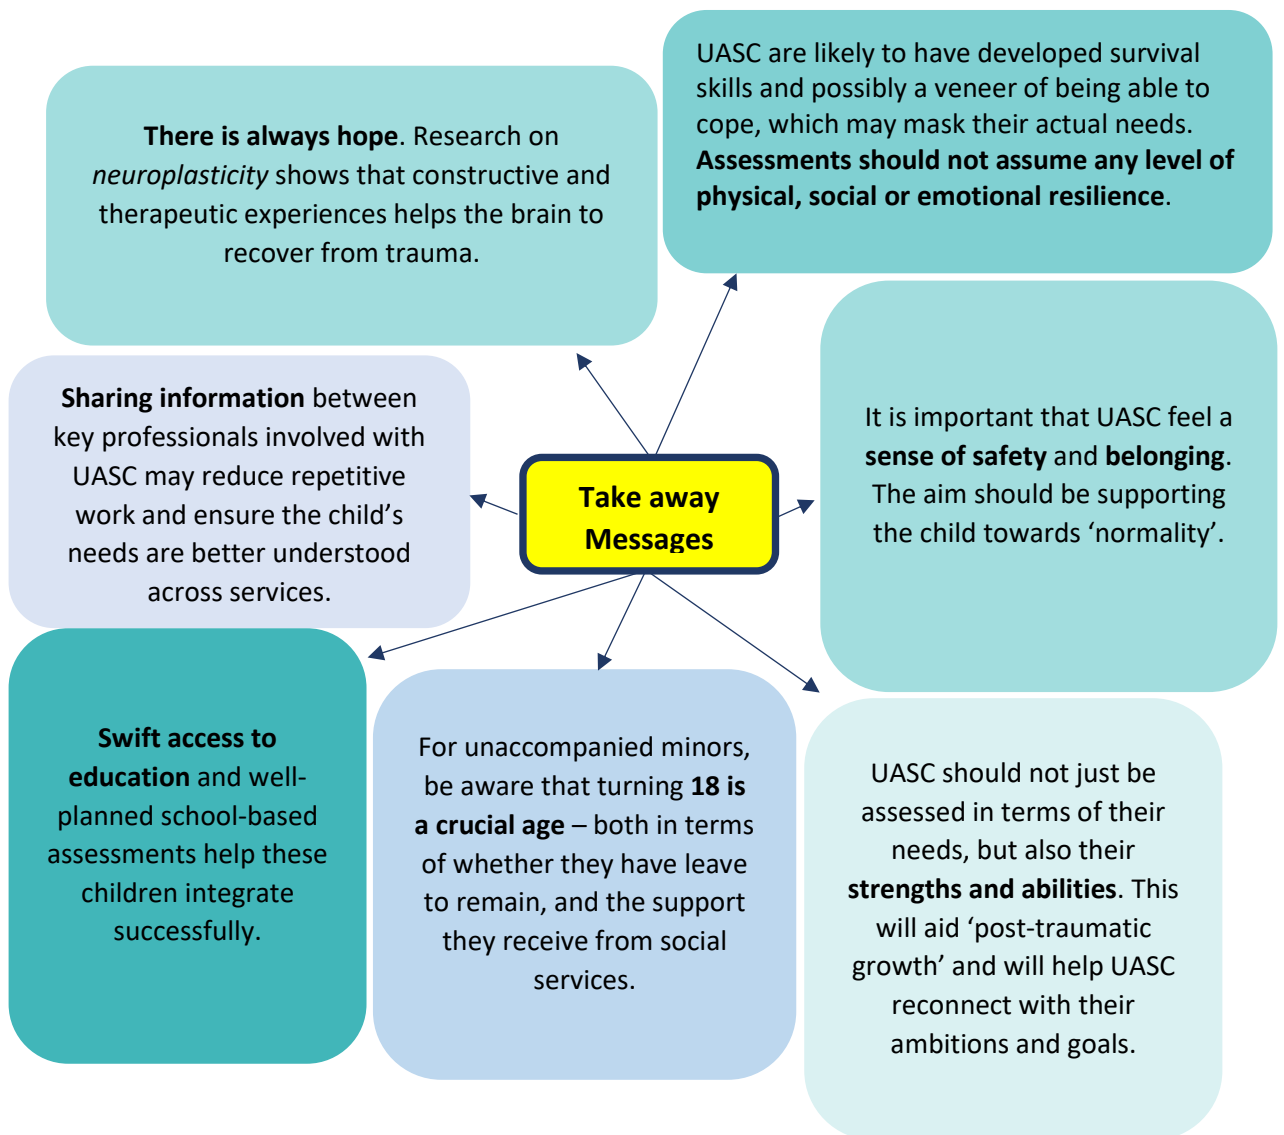 There is always hope. Research on
neuroplasticity shows that constructive and
therapeutic experiences helps the brain to
recover from trauma.
UASC are likely to have developed survival
skills and possibly a veneer of being able to
cope, which may mask their actual needs.
Assessments should not assume any level of
physical, social or emotional resilience.
Sharing information between
key professionals involved with
UASC may reduce repetitive
work and ensure the child’s
needs are better understood
across services.
Take away
Messages
It is important that UASC feel a
sense of safety and belonging.
The aim should be supporting
the child towards ‘normality’.
Swift access to
education and well-
planned school-based
assessments help these
children integrate
successfully.
For unaccompanied minors,
be aware that turning 18 is
a crucial age – both in terms
of whether they have leave
to remain, and the support
they receive from social
services.
UASC should not just be
assessed in terms of their
needs, but also their
strengths and abilities. This
will aid ‘post-traumatic
growth’ and will help UASC
reconnect with their
ambitions and goals.